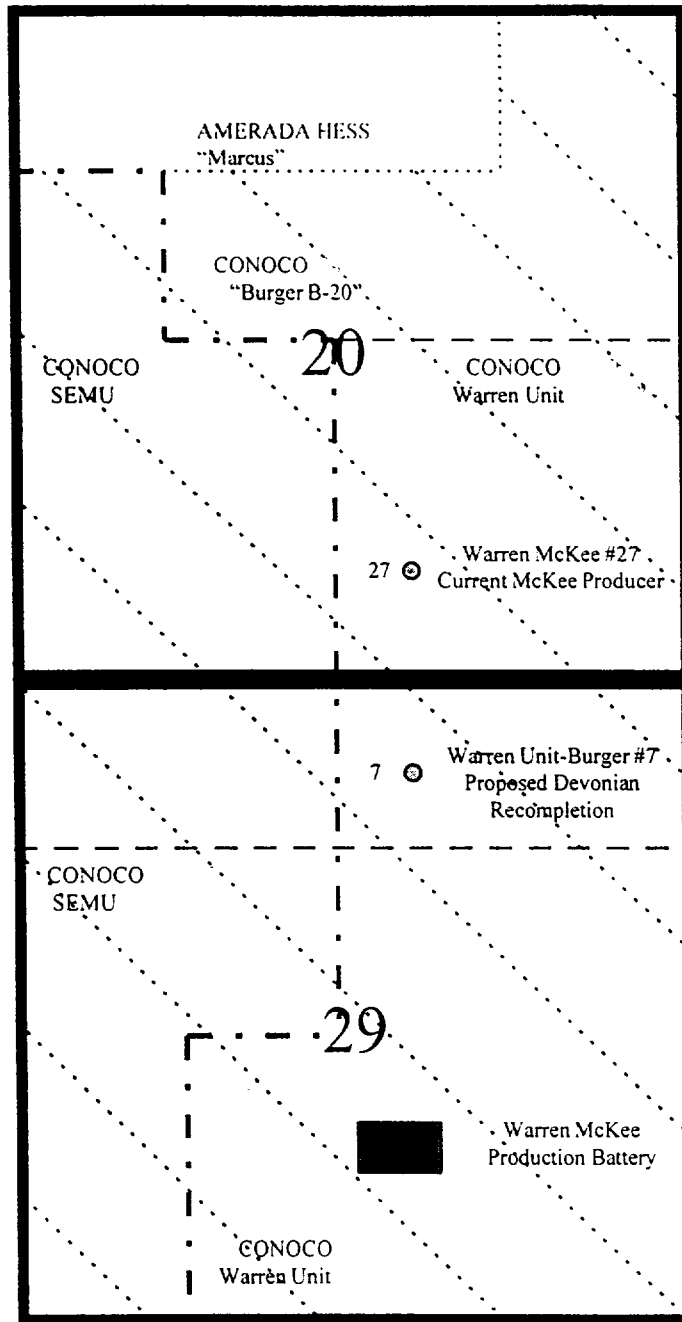 AMERADA HESS
"Marcus"
CONOCO
"Burger B-20"
20
CONOCO
SEMU
CONOCO
Warren Unit
27
Warren McKee #27
Current McKee Producer
7
Warren Unit-Burger #7
Proposed Devonian
Recompletion
CONOCO
SEMU
29
Warren McKee
Production Battery
CONOCO
Warren Unit